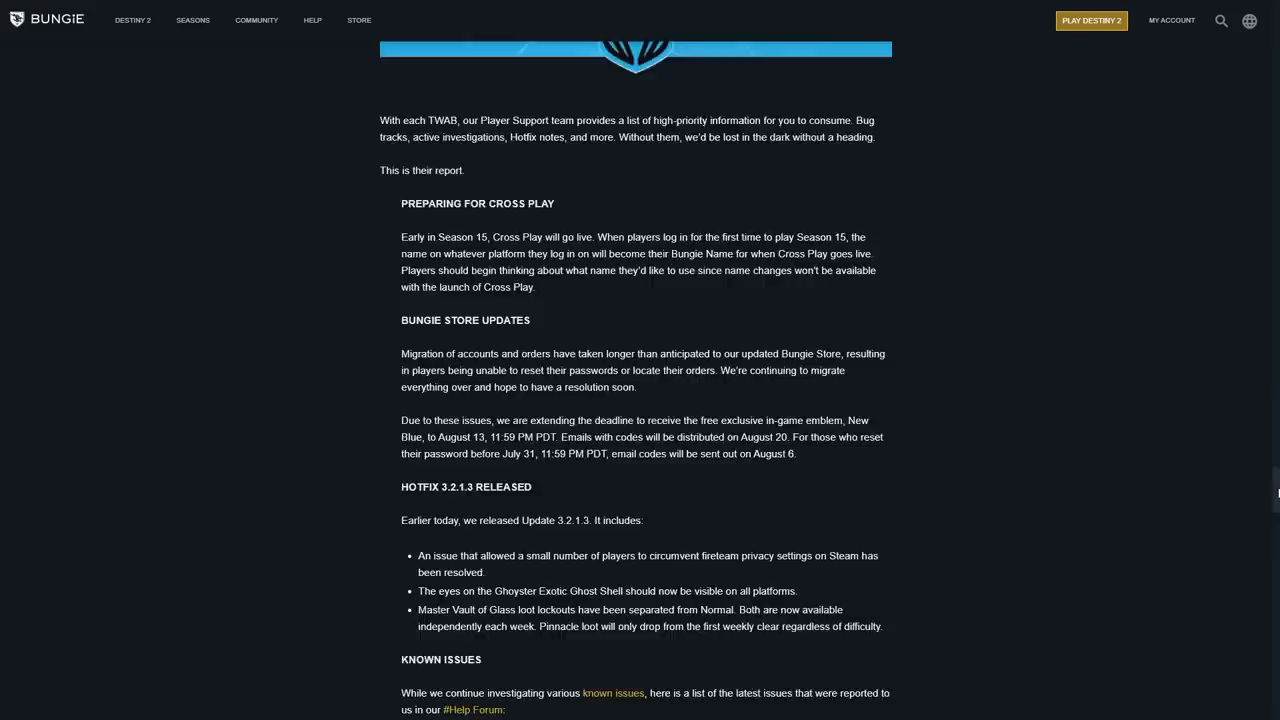 BUNGiE DESTINY 2 SEASONS COMMUNITY HELP STORE PLAY DESTINY 2 MY ACCOUNT
With each TWAB, our Player Support team provides a list of high-priority information for you to consume. Bug
tracks, active investigations, Hotfix notes, and more. Without them, we'd be lost in the dark without a heading.
This is their report.
PREPARING FOR CROSS PLAY
Early in Season 15, Cross Play will go live. When players log in for the first time to play Season 15, the
name on whatever platform they log in on will become their Bungie Name for when Cross Play goes live.
Players should begin thinking about what name they'd like to use since name changes won't be available
with the launch of Cross Play.
BUNGIE STORE UPDATES
Migration of accounts and orders have taken longer than anticipated to our updated Bungie Store, resulting
in players being unable to reset their passwords or locate their orders. We're continuing to migrate
everything over and hope to have a resolution soon.
Due to these issues, we are extending the deadline to receive the free exclusive in-game emblem, New
Blue, to August 13, 11:59 PM PDT. Emails with codes will be distributed on August 20. For those who reset
their password before July 31, 11:59 PM PDT, email codes will be sent out on August 6.
HOTFIX 3.2.1.3 RELEASED
Earlier today, we released Update 3.2.1.3. It includes:
• An issue that allowed a small number of players to circumvent fireteam privacy settings on Steam has
been resolved.
• The eyes on the Ghoyster Exotic Ghost Shell should now be visible on all platforms.
• Master Vault of Glass loot lockouts have been separated from Normal. Both are now available
independently each week. Pinnacle loot will only drop from the first weekly clear regardless of difficulty.
KNOWN ISSUES
While we continue investigating various known issues, here is a list of the latest issues that were reported to
us in our #Help Forum: